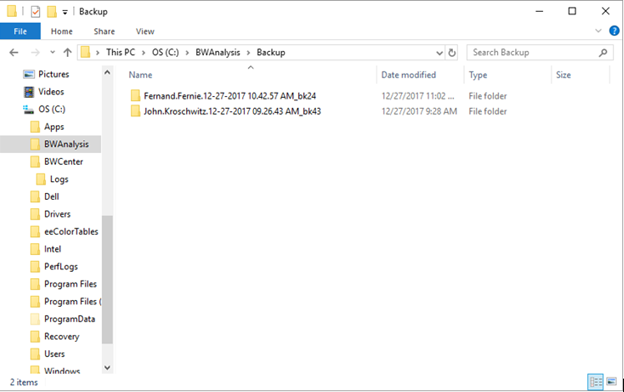 Backup
File Home Share View
This PC > OS (C:) > BWAnalysis > Backup Search Backup
Name Date modified Type Size
Fernand.Fernie.12-27-2017 10.42.57 AM_bk24 12/27/2017 11:02 ... File folder
John.Kroschwitz.12-27-2017 09.26.43 AM_bk43 12/27/2017 9:28 AM File folder
Pictures
Videos
OS (C:)
Apps
BWAnalysis
BWCenter
Logs
Dell
Drivers
eeColorTables
Intel
PerfLogs
Program Files
Program Files (
ProgramData
Recovery
Users
Windows
2 items